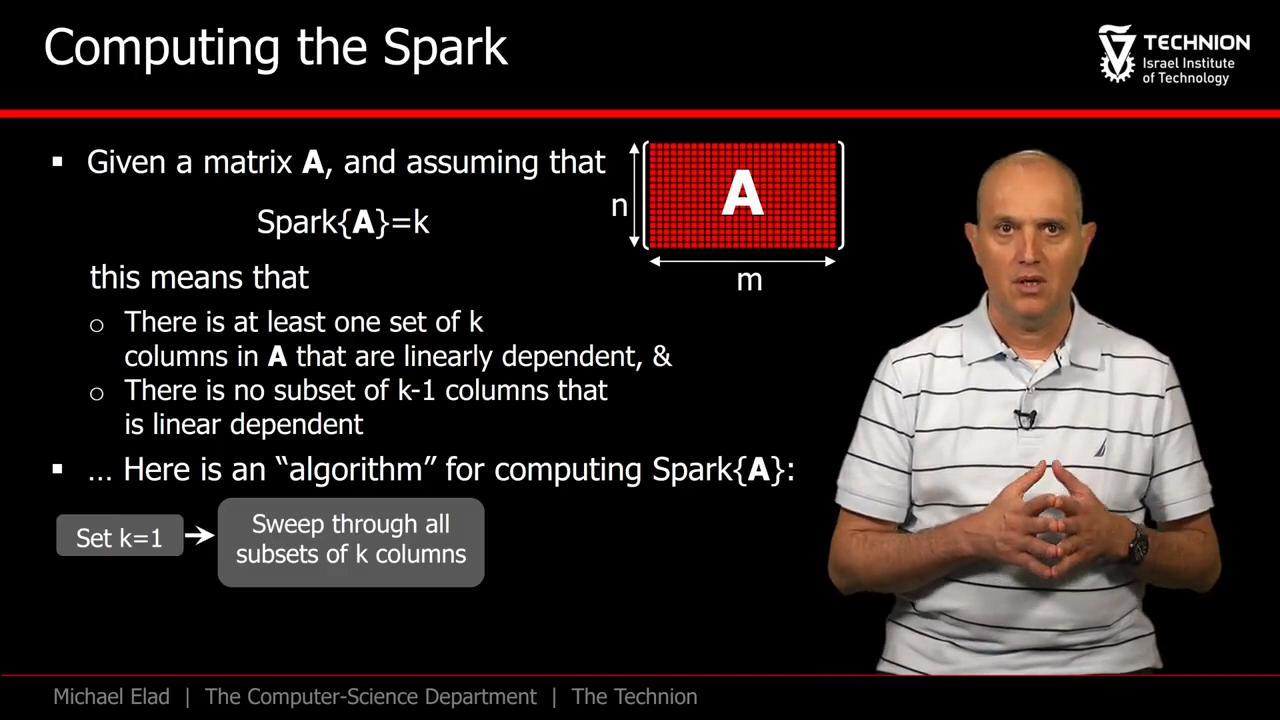 Computing the Spark
TECHNION
Israel Institute
of Technology
▪ Given a matrix A, and assuming that
Spark{A}=k
n
A
m
this means that
o There is at least one set of k
columns in A that are linearly dependent, &
o There is no subset of k-1 columns that
is linear dependent
▪ … Here is an “algorithm” for computing Spark{A}:
Set k=1
Sweep through all
subsets of k columns
Michael Elad | The Computer-Science Department | The Technion